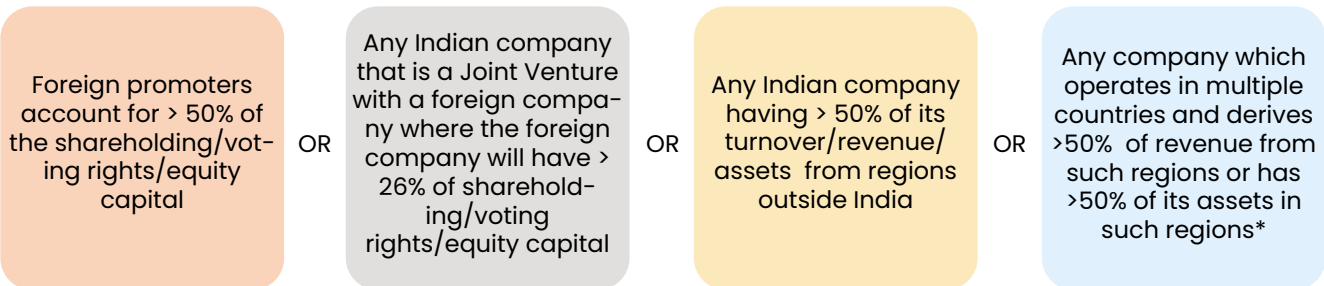 Foreign promoters
account for > 50% of
the shareholding/vot-
ing rights/equity
capital
OR
Any Indian company
that is a Joint Venture
with a foreign compa-
ny where the foreign
company will have >
26% of sharehold-
ing/voting
rights/equity capital
OR
Any Indian company
having > 50% of its
turnover/revenue/
assets from regions
outside India
OR
Any company which
operates in multiple
countries and derives
>50% of revenue from
such regions or has
>50% of its assets in
such regions*